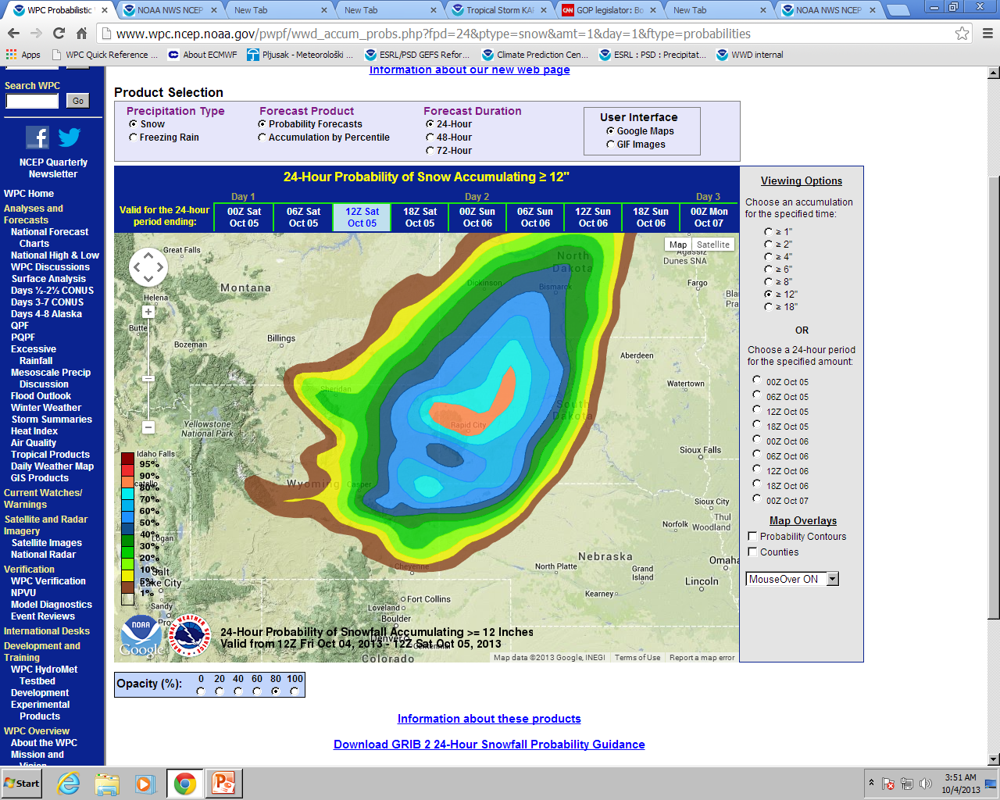 WPC Probabilistic
NOAA NWS NCEP
New Tab
New Tab
Tropical Storm KAR
GOP legislator: Bo
New Tab
NOAA NWS NCEP
www.wpc.ncep.noaa.gov/pwpf/wwd_accum_probs.php?fpd=24&ptype=snow&amt=1&day=1&ftype=probabilities
Apps
WPC Quick Reference ...
About ECMWF
Pljusak - Meteorološki ...
ESRL/PSD GEFS Refor...
Climate Prediction Cen...
ESRL : PSD : Precipitat...
WWD internal
Search WPC
Go
NCEP Quarterly
Newsletter
WPC Home
Analyses and
Forecasts
National Forecast
Charts
National High & Low
WPC Discussions
Surface Analysis
Days ½-2½ CONUS
Days 3-7 CONUS
Days 4-8 Alaska
QPF
PQPF
Excessive
Rainfall
Mesoscale Precip
Discussion
Flood Outlook
Winter Weather
Storm Summaries
Heat Index
Air Quality
Tropical Products
Daily Weather Map
GIS Products
Current Watches/
Warnings
Satellite and Radar
Imagery
Satellite Images
National Radar
Verification
WPC Verification
NPVU
Model Diagnostics
Event Reviews
International Desks
Development and
Training
WPC HydroMet
Testbed
Development
Experimental
Products
WPC Overview
About the WPC
Mission and
Vision
Information about our new web page
Product Selection
Precipitation Type
Snow
Freezing Rain
Forecast Product
Probability Forecasts
Accumulation by Percentile
Forecast Duration
24-Hour
48-Hour
72-Hour
User Interface
Google Maps
GIF Images
24-Hour Probability of Snow Accumulating ≥ 12"
Day 1
Day 2
Day 3
Valid for the 24-hour
period ending:
00Z Sat
Oct 05
06Z Sat
Oct 05
12Z Sat
Oct 05
18Z Sat
Oct 05
00Z Sun
Oct 06
06Z Sun
Oct 06
12Z Sun
Oct 06
18Z Sun
Oct 06
00Z Mon
Oct 07
Map
Satellite
Great Falls
Montana
Helena
Butte
Bozeman
Billings
North
Dakota
Dickinson
Bismarck
Agassiz
Dunes SNA
Fargo
Aberdeen
Watertown
Sheridan
Yellowstone
National Park
South
Dakota
Rapid City
Sioux Falls
Idaho Falls
Wyoming
Casper
Sioux City
Thul
Woodland
Norfolk
Logan
Salt
Lake City
Sandy
Cheyenne
North Platte
Nebraska
Grand
Island
Omaha
Lincoln
Kearney
Fort Collins
Loveland
Boulder
Denver
Centennial
Colorado
95%
90%
80%
70%
60%
50%
40%
30%
20%
10%
5%
1%
NOAA
Google
24-Hour Probability of Snowfall Accumulating >= 12 Inches
Valid from 12Z Fri Oct 04, 2013 - 12Z Sat Oct 05, 2013
Map data ©2013 Google, INEGI
Terms of Use
Report a map error
Viewing Options
Choose an accumulation
for the specified time:
≥ 1"
≥ 2"
≥ 4"
≥ 6"
≥ 8"
≥ 12"
≥ 18"
OR
Choose a 24-hour period
for the specified amount:
00Z Oct 05
06Z Oct 05
12Z Oct 05
18Z Oct 05
00Z Oct 06
06Z Oct 06
12Z Oct 06
18Z Oct 06
00Z Oct 07
Map Overlays
Probability Contours
Counties
MouseOver ON
Opacity (%):
0 20 40 60 80 100
Information about these products
Download GRIB 2 24-Hour Snowfall Probability Guidance
Start
3:51 AM
10/4/2013